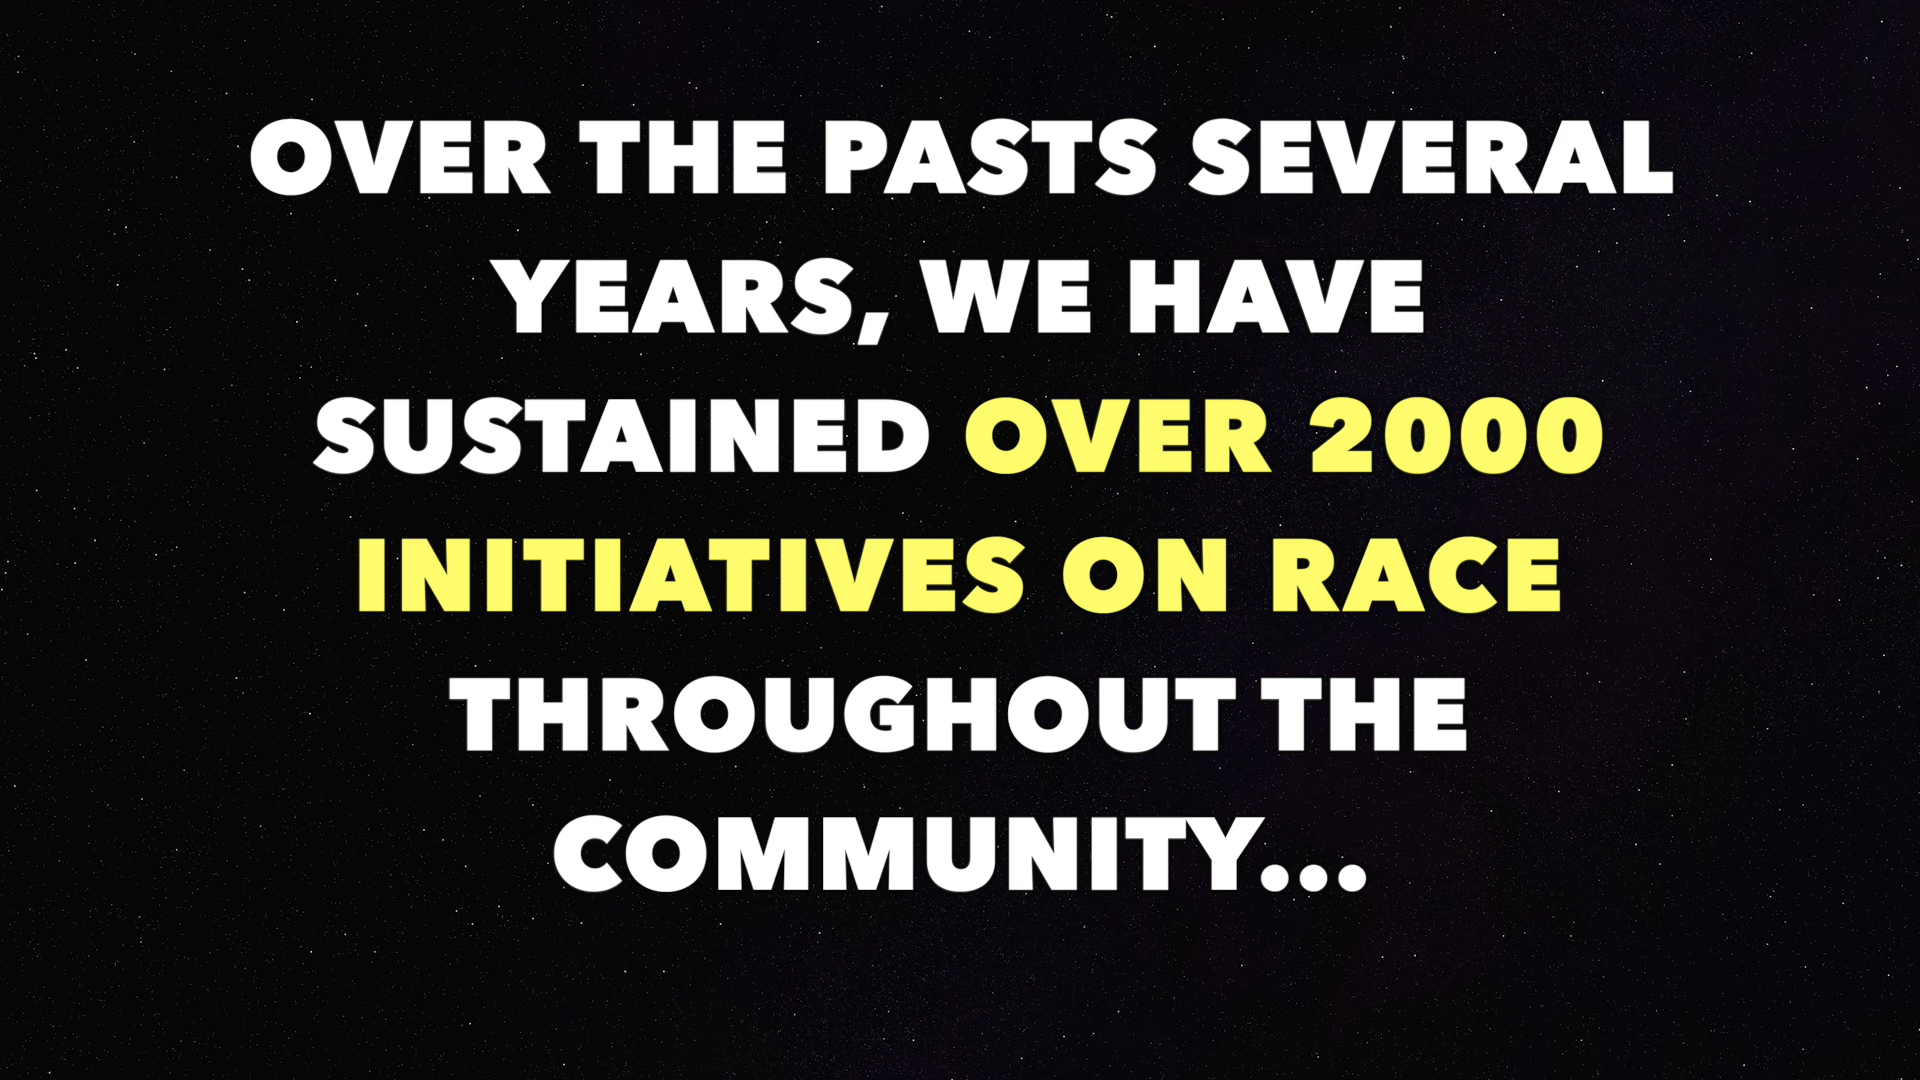 OVER THE PASTS SEVERAL
YEARS, WE HAVE
SUSTAINED OVER 2000
INITIATIVES ON RACE
THROUGHOUT THE
COMMUNITY...